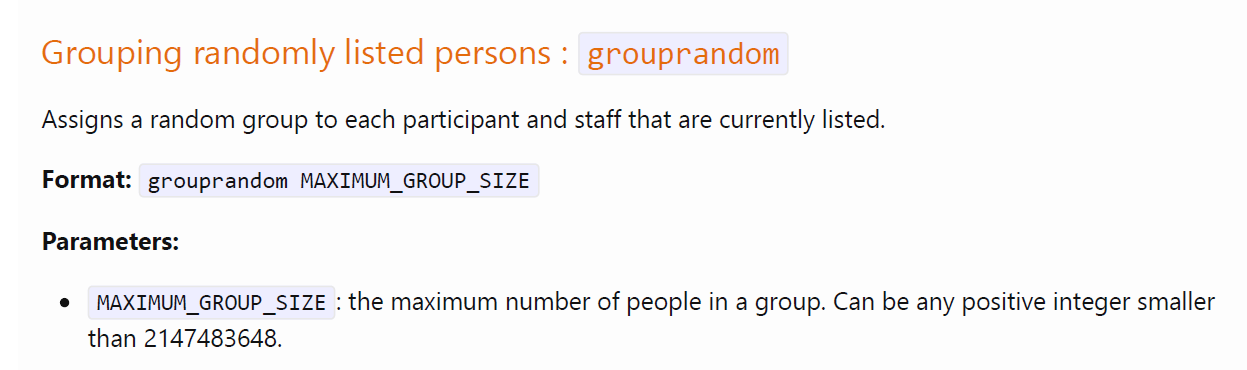 Grouping randomly listed persons : grouprandom
Assigns a random group to each participant and staff that are currently listed.
Format: grouprandom MAXIMUM_GROUP_SIZE
Parameters:
• MAXIMUM_GROUP_SIZE : the maximum number of people in a group. Can be any positive integer smaller
than 2147483648.